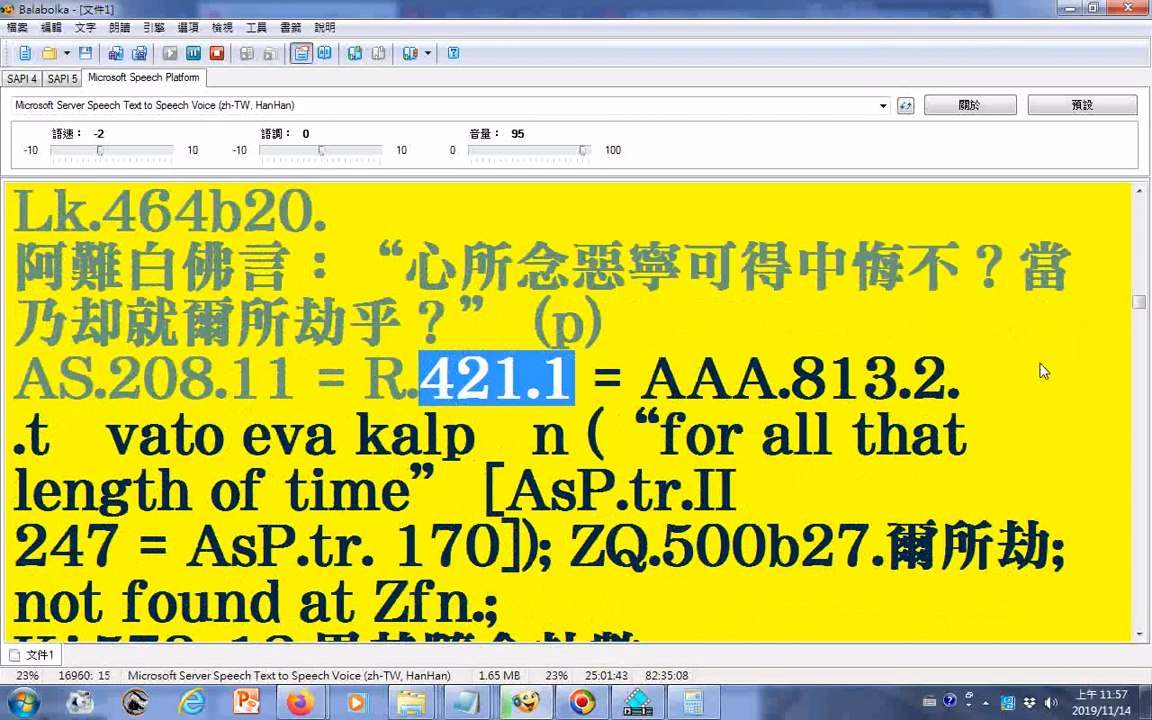 Balabolka - [文件1]
檔案 編輯 文字 朗讀 引擎 選項 檢視 工具 書籤 說明
SAPI 4 SAPI 5 Microsoft Speech Platform
Microsoft Server Speech Text to Speech Voice (zh-TW, HanHan) 關於 預設
語速： -2 語調： 0 音量： 95
-10 10 -10 10 0 100
Lk.464b20.
阿難白佛言：“心所念惡寧可得中悔不？當
乃却就爾所劫乎？” (p)
AS.208.11 = R.421.1 = AAA.813.2.
.t vato eva kalp n (“for all that
length of time” [AsP.tr.II
247 = AsP.tr. 170]); ZQ.500b27.爾所劫;
not found at Zfn.;
文件1
23% 16960: 15 Microsoft Server Speech Text to Speech Voice (zh-TW, HanHan) 1.65 MB 23% 25:01:43 82:35:08
上午 11:57
2019/11/14